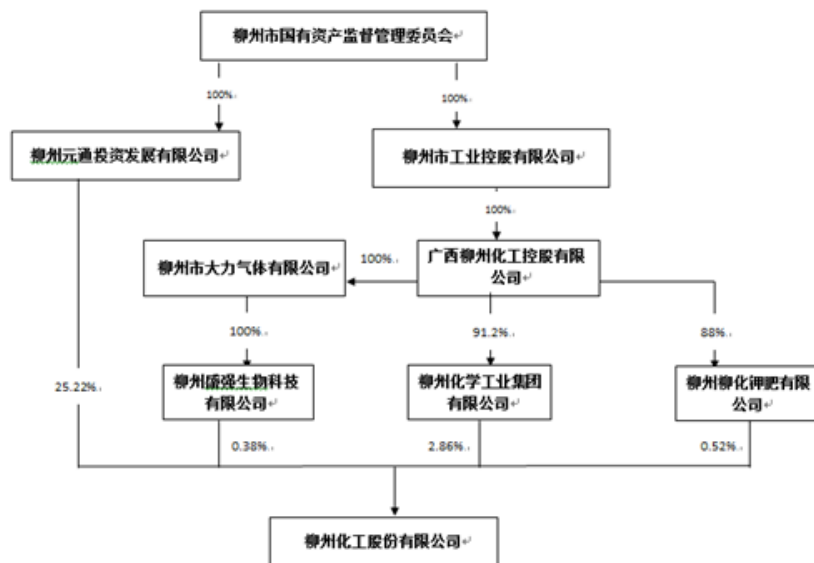 柳州市国有资产监督管理委员会
100%
100%
柳州元通投资发展有限公司
柳州市工业控股有限公司
100%
柳州市大力气体有限公司
100%
广西柳州化工控股有限
公司
100%
91.2%
88%
25.22%
柳州盛强生物科技
有限公司
柳州化学工业集团
有限公司
柳州柳化钾肥有限
公司
0.38%
2.86%
0.52%
柳州化工股份有限公司